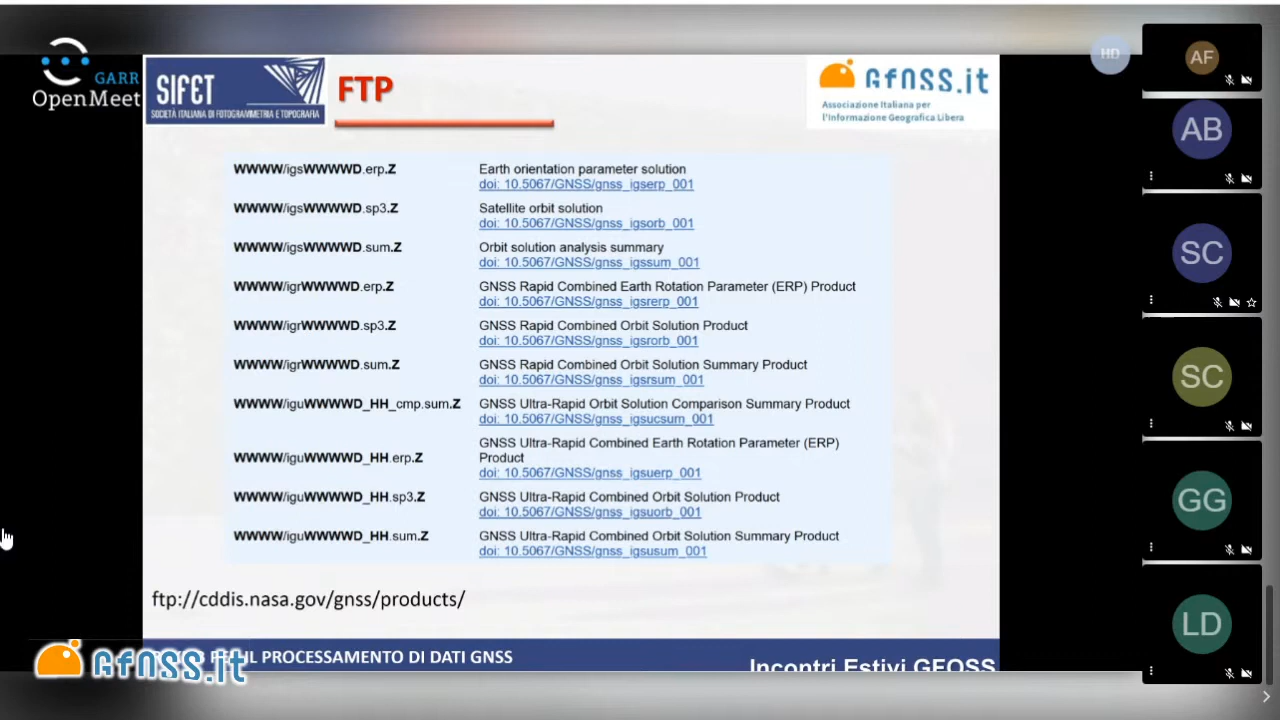 GARR
OpenMeet
SIFET
SOCIETÀ ITALIANA DI FOTOGRAMMETRIA E TOPOGRAFIA
FTP
GFOSS.it
Associazione Italiana per
l'Informazione Geografica Libera
HD
WWWW/igsWWWWD.erp.Z Earth orientation parameter solution
doi: 10.5067/GNSS/gnss_igserp_001
WWWW/igsWWWWD.sp3.Z Satellite orbit solution
doi: 10.5067/GNSS/gnss_igsorb_001
WWWW/igsWWWWD.sum.Z Orbit solution analysis summary
doi: 10.5067/GNSS/gnss_igssum_001
WWWW/igrWWWWD.erp.Z GNSS Rapid Combined Earth Rotation Parameter (ERP) Product
doi: 10.5067/GNSS/gnss_igsrerp_001
WWWW/igrWWWWD.sp3.Z GNSS Rapid Combined Orbit Solution Product
doi: 10.5067/GNSS/gnss_igsrorb_001
WWWW/igrWWWWD.sum.Z GNSS Rapid Combined Orbit Solution Summary Product
doi: 10.5067/GNSS/gnss_igsrsum_001
WWWW/iguWWWWD_HH_cmp.sum.Z GNSS Ultra-Rapid Orbit Solution Comparison Summary Product
doi: 10.5067/GNSS/gnss_igsucsum_001
GNSS Ultra-Rapid Combined Earth Rotation Parameter (ERP)
WWWW/iguWWWWD_HH.erp.Z Product
doi: 10.5067/GNSS/gnss_igsuerp_001
WWWW/iguWWWWD_HH.sp3.Z GNSS Ultra-Rapid Combined Orbit Solution Product
doi: 10.5067/GNSS/gnss_igsuorb_001
WWWW/iguWWWWD_HH.sum.Z GNSS Ultra-Rapid Combined Orbit Solution Summary Product
doi: 10.5067/GNSS/gnss_igsusum_001
ftp://cddis.nasa.gov/gnss/products/
IL PROCESSAMENTO DI DATI GNSS
Incontri Estivi GFOSS
GFOSS.it
AF
AB
SC
SC
GG
LD